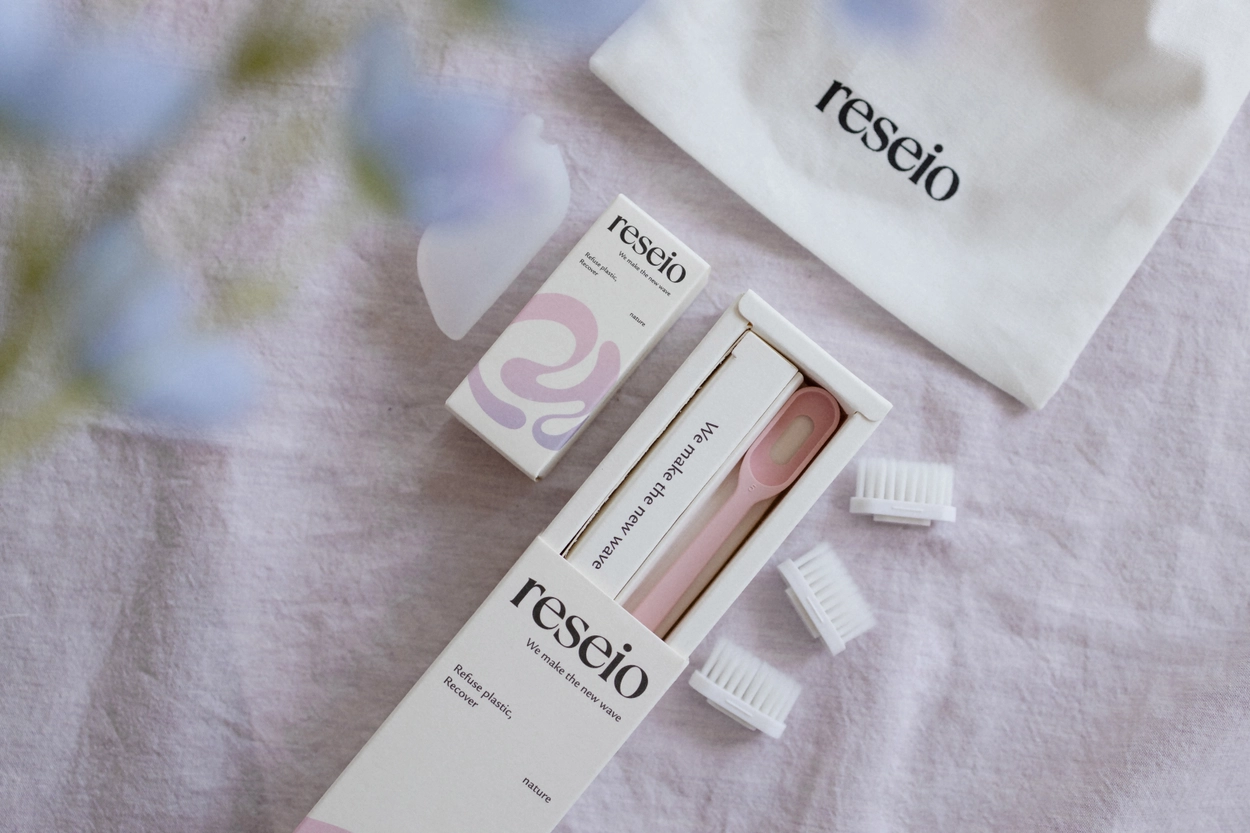 reseio
reseio
We make the new wave
Refuse plastic,
Recover
nature
We make the new wave
reseio
We make the new wave
Refuse plastic,
Recover
nature